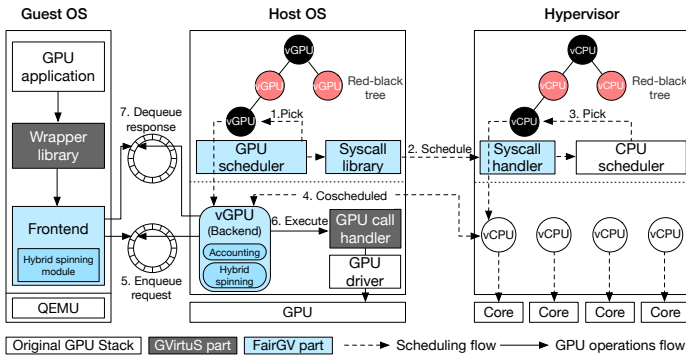 Guest OS
Host OS
Hypervisor
GPU
application
Wrapper
library
Frontend
Hybrid spinning
module
QEMU
7. Dequeue
response
5. Enqueue
request
vGPU
vGPU
vGPU
vGPU
Red-black
tree
1.Pick
GPU
scheduler
Syscall
library
2. Schedule
4. Coscheduled
vGPU
(Backend)
Accounting
Hybrid
spinning
6. Execute
GPU call
handler
GPU
driver
GPU
vCPU
vCPU
vCPU
vCPU
Red-black
tree
3. Pick
Syscall
handler
CPU
scheduler
vCPU
vCPU
vCPU
vCPU
Core
Core
Core
Core
Original GPU Stack
GVirtuS part
FairGV part
Scheduling flow
GPU operations flow